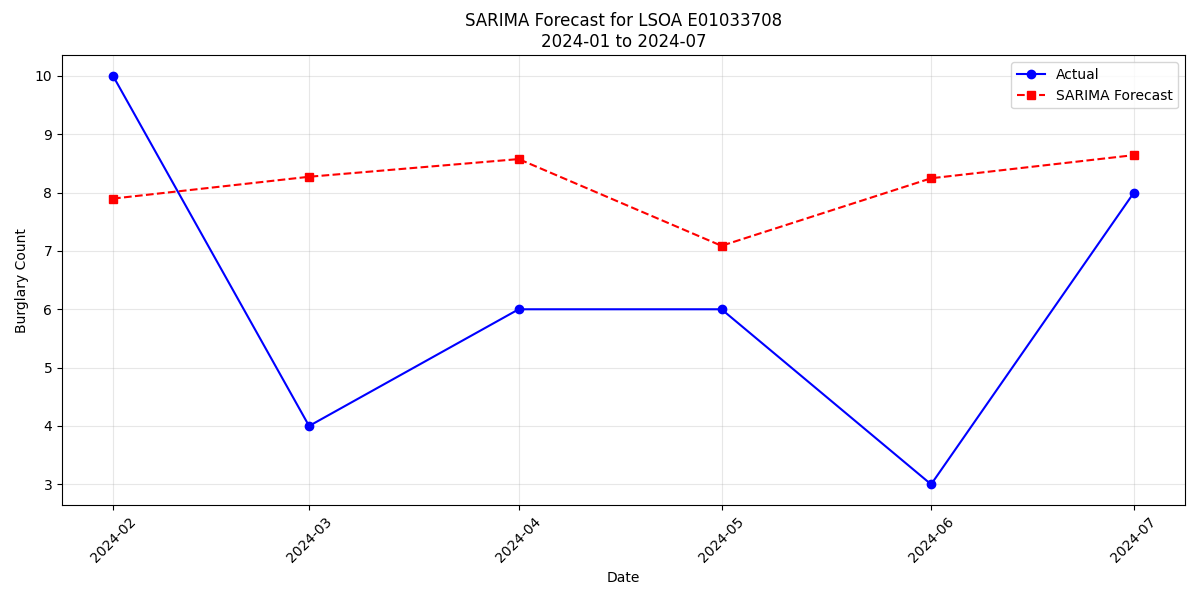 SARIMA Forecast for LSOA E01033708
2024-01 to 2024-07
Actual
SARIMA Forecast
Burglary Count
10
9
8
7
6
5
4
3
2024-02
2024-03
2024-04
2024-05
2024-06
2024-07
Date